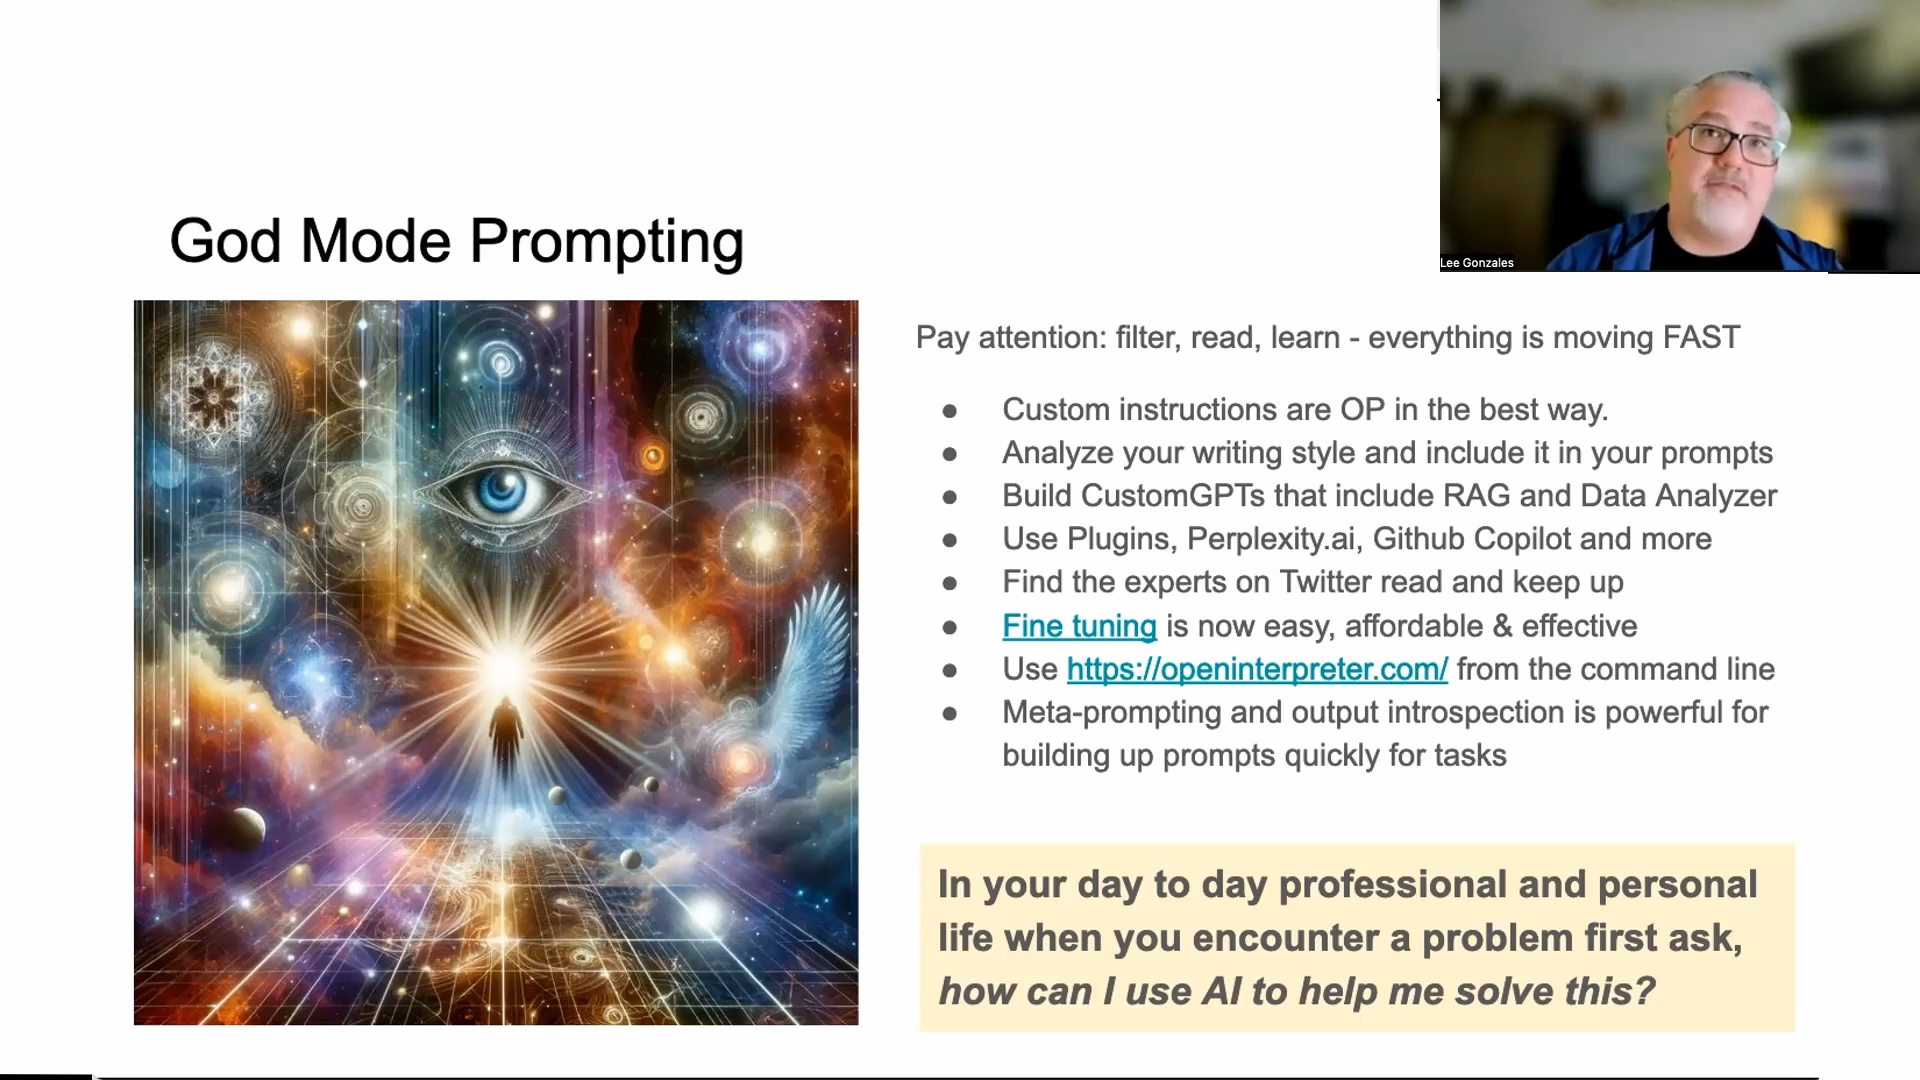 Lee Gonzales
God Mode Prompting
Pay attention: filter, read, learn - everything is moving FAST
● Custom instructions are OP in the best way.
● Analyze your writing style and include it in your prompts
● Build CustomGPTs that include RAG and Data Analyzer
● Use Plugins, Perplexity.ai, Github Copilot and more
● Find the experts on Twitter read and keep up
● Fine tuning is now easy, affordable & effective
● Use https://openinterpreter.com/ from the command line
● Meta-prompting and output introspection is powerful for
building up prompts quickly for tasks
In your day to day professional and personal
life when you encounter a problem first ask,
how can I use AI to help me solve this?